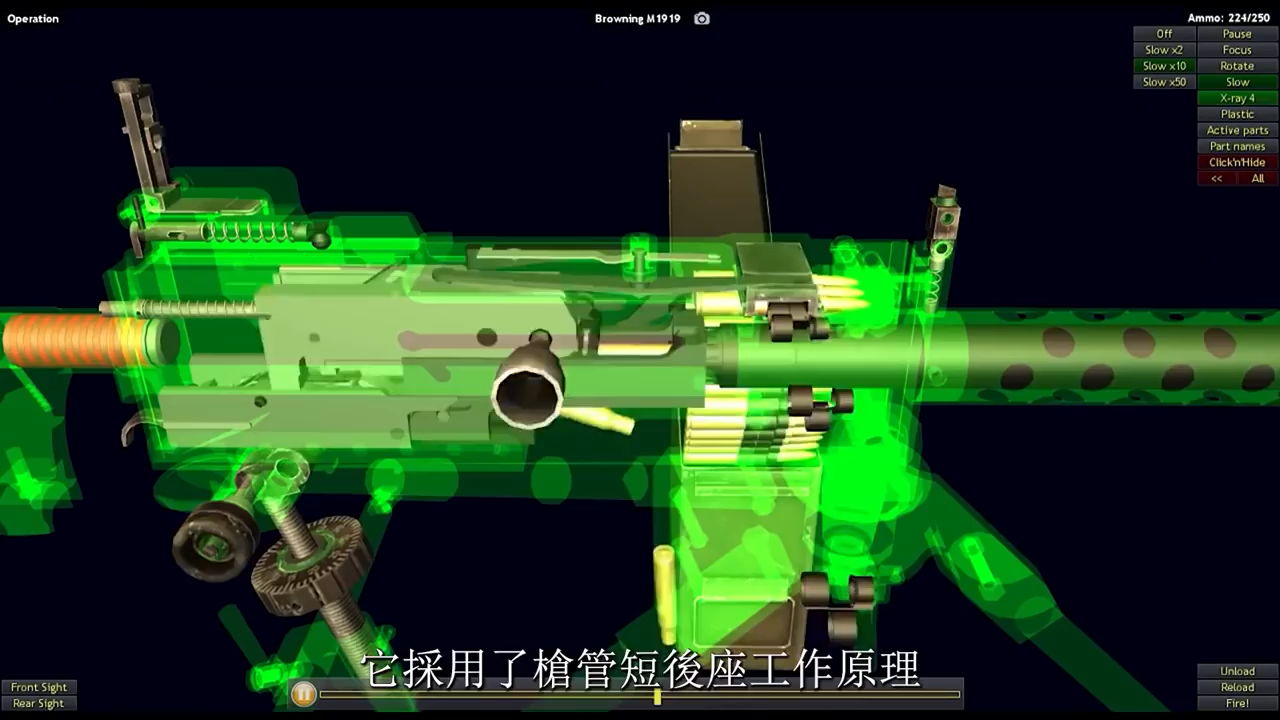 Operation
Browning M1919
Ammo: 224/250
Off
Pause
Slow x2
Focus
Slow x10
Rotate
Slow x50
Slow
X-ray 4
Plastic
Active parts
Part names
Click'n'Hide
<< All
它採用了槍管短後座工作原理
Front Sight
Rear Sight
Unload
Reload
Fire!